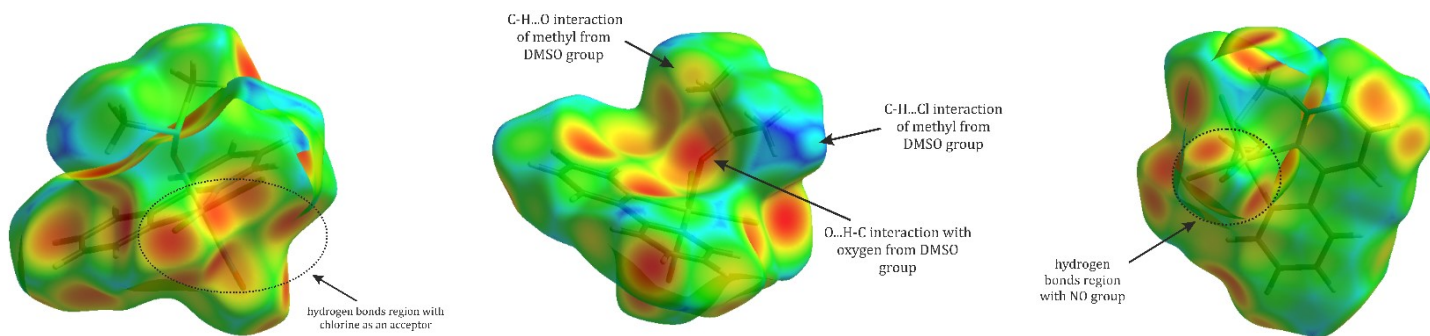 hydrogen bonds region with
chlorine as an acceptor
C-H...O interaction
of methyl from
DMSO group
C-H...Cl interaction
of methyl from
DMSO group
O...H-C interaction with
oxygen from DMSO
group
hydrogen
bonds region
with NO group